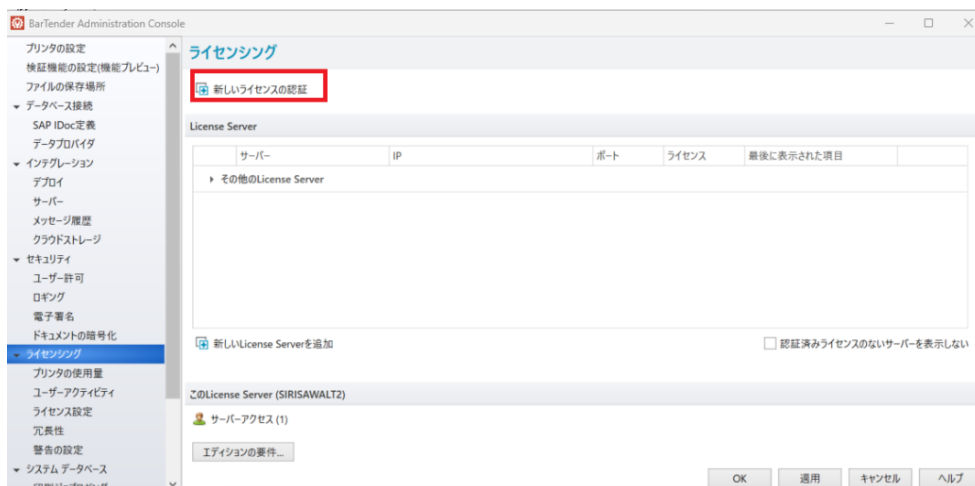 BarTender Administration Console
プリンタの設定
検証機能の設定(機能プレビュー)
ファイルの保存場所
データベース接続
SAP IDoc定義
データプロバイダ
インテグレーション
デプロイ
サーバー
メッセージ履歴
クラウドストレージ
セキュリティ
ユーザー許可
ロギング
電子署名
ドキュメントの暗号化
ライセンシング
プリンタの使用量
ユーザーアクティビティ
ライセンス設定
冗長性
警告の設定
システム データベース
ライセンシング
新しいライセンスの認証
License Server
サーバー IP ポート ライセンス 最後に表示された項目
その他のLicense Server
新しいLicense Serverを追加 認証済みライセンスのないサーバーを表示しない
このLicense Server (SIRISAWALT2)
サーバーアクセス (1)
エディションの要件...
OK 適用 キャンセル ヘルプ